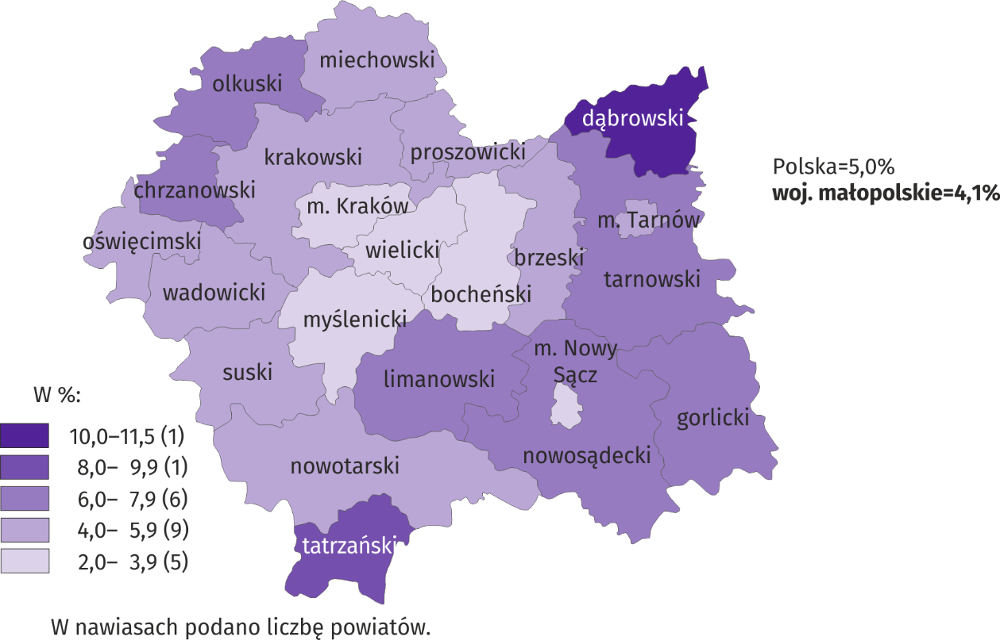 miechowski
olkuski
dąbrowski
krakowski
proszowicki
Polska=5,0%
woj. małopolskie=4,1%
chrzanowski
m. Kraków
m. Tarnów
oświęcimski
wielicki
brzeski
tarnowski
wadowicki
bocheński
myślenicki
m. Nowy
Sącz
suski
limanowski
gorlicki
nowosądecki
nowotarski
tatrzański
W %:
10,0–11,5 (1)
8,0– 9,9 (1)
6,0– 7,9 (6)
4,0– 5,9 (9)
2,0– 3,9 (5)
W nawiasach podano liczbę powiatów.